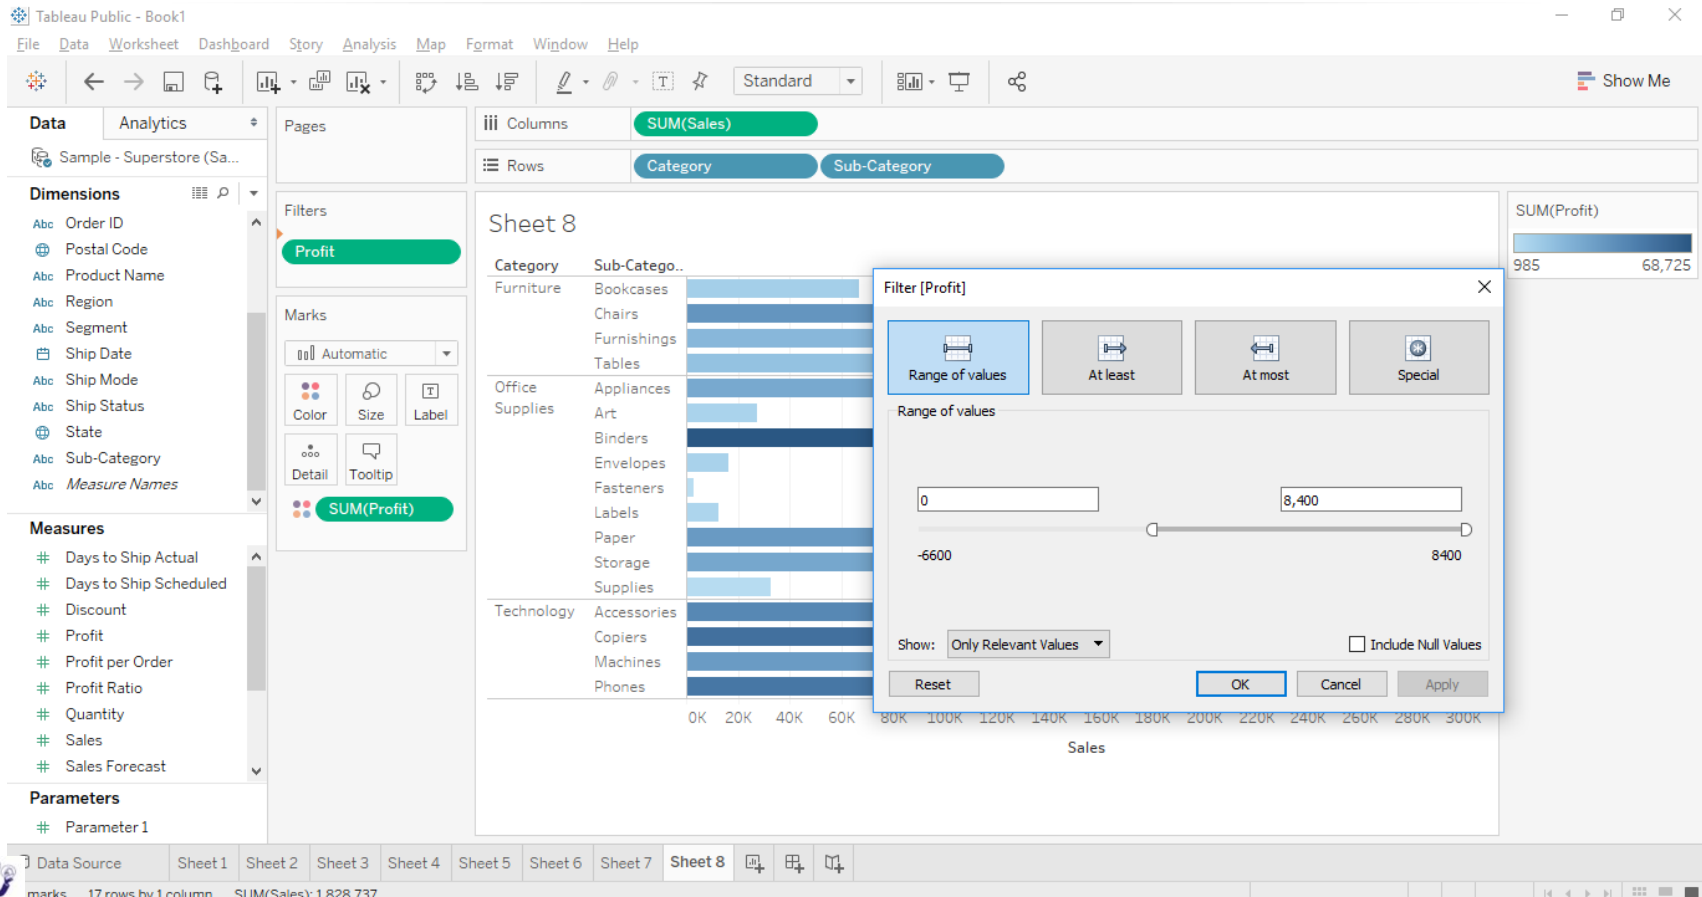 Tableau Public - Book1
File Data Worksheet Dashboard Story Analysis Map Format Window Help
Standard
Show Me
Data Analytics
Sample - Superstore (Sa...
Dimensions
Abc Order ID
Postal Code
Abc Product Name
Abc Region
Abc Segment
Ship Date
Abc Ship Mode
Abc Ship Status
State
Abc Sub-Category
Abc Measure Names
Measures
# Days to Ship Actual
# Days to Ship Scheduled
# Discount
# Profit
# Profit per Order
# Profit Ratio
# Quantity
# Sales
# Sales Forecast
Parameters
# Parameter 1
Pages
Filters
Profit
Marks
Automatic
Color Size Label
Detail Tooltip
SUM(Profit)
Columns SUM(Sales)
Rows Category Sub-Category
Sheet 8
Category Sub-Catego..
Furniture Bookcases
Chairs
Furnishings
Tables
Office Supplies Appliances
Art
Binders
Envelopes
Fasteners
Labels
Paper
Storage
Supplies
Technology Accessories
Copiers
Machines
Phones
0K 20K 40K 60K 80K 100K 120K 140K 160K 180K 200K 220K 240K 260K 280K 300K
Sales
SUM(Profit)
985 68,725
Filter [Profit]
Range of values At least At most Special
Range of values
0 8,400
-6600 8400
Show: Only Relevant Values Include Null Values
Reset OK Cancel Apply
Data Source Sheet 1 Sheet 2 Sheet 3 Sheet 4 Sheet 5 Sheet 6 Sheet 7 Sheet 8
marks 17 rows by 1 column SUM(Sales): 1,828,737